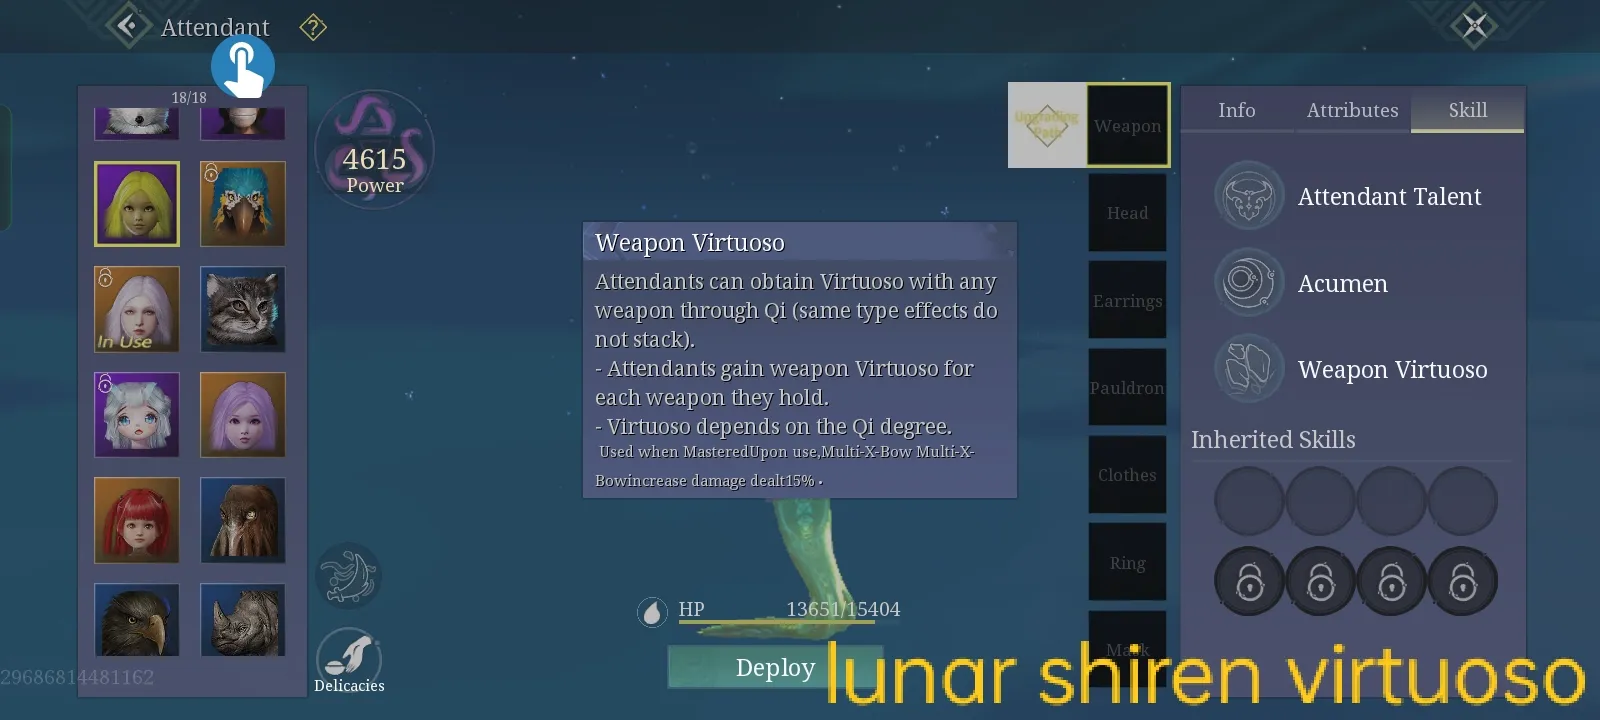 Attendant
?
18/18
4615
Power
In Use
Delicacies
29686814481162
Weapon Virtuoso
Attendants can obtain Virtuoso with any
weapon through Qi (same type effects do
not stack).
- Attendants gain weapon Virtuoso for
each weapon they hold.
- Virtuoso depends on the Qi degree.
Used when MasteredUpon use,Multi-X-Bow Multi-X-
Bowincrease damage dealt15% .
HP 13651/15404
Deploy
Upgrading
Path
Weapon
Head
Earrings
Pauldron
Clothes
Ring
Mask
Info Attributes Skill
Attendant Talent
Acumen
Weapon Virtuoso
Inherited Skills
lunar shiren virtuoso